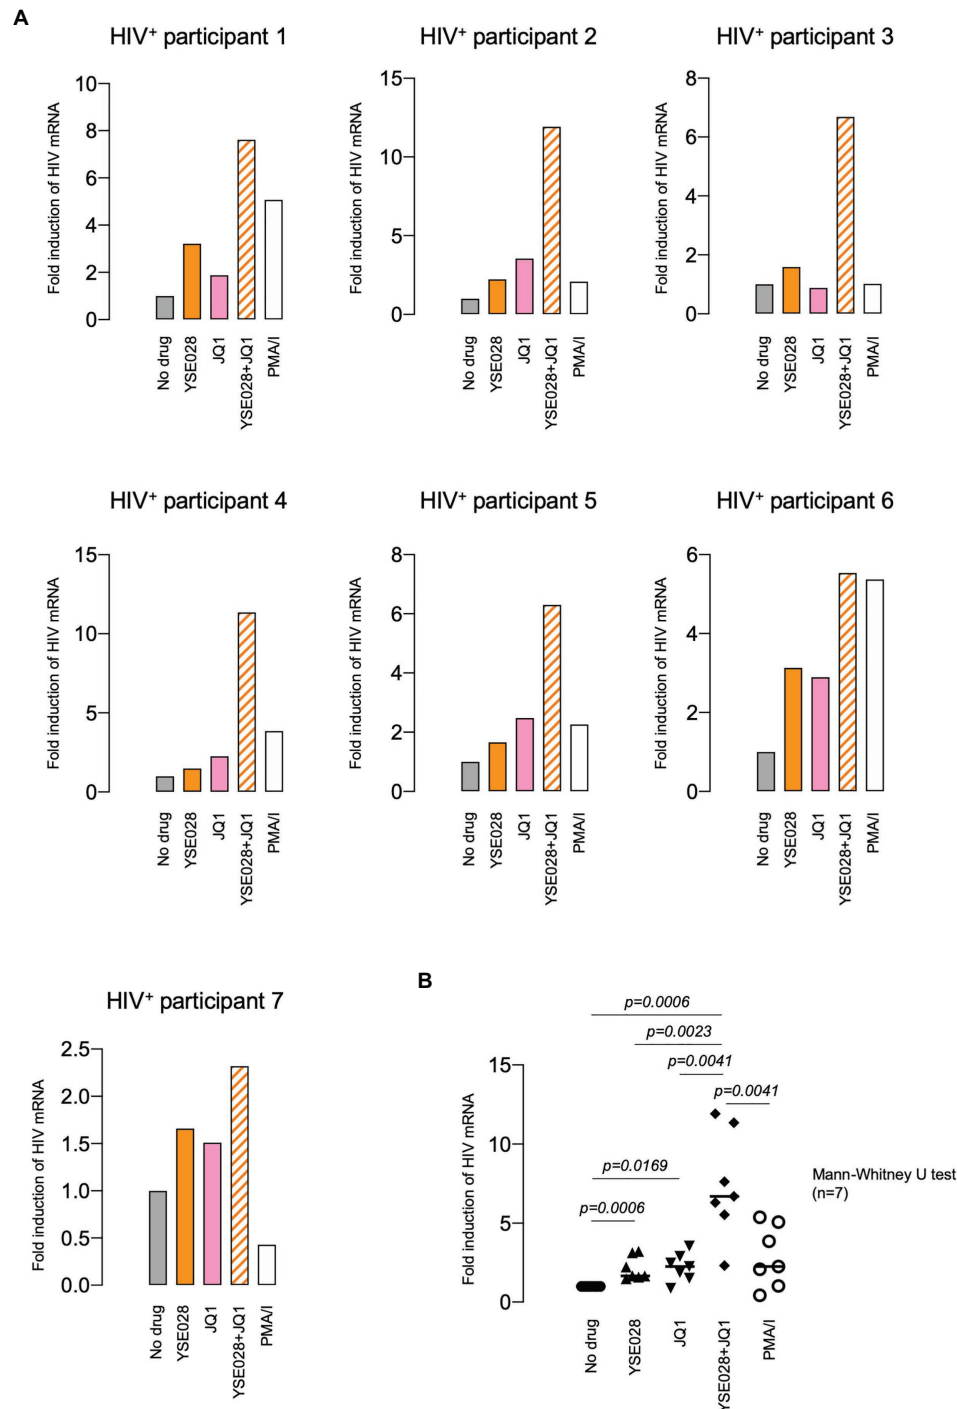 A
HIV⁺ participant 1
Fold induction of HIV mRNA
10
8
6
4
2
0
No drug
YSE028
JQ1
YSE028+JQ1
PMA/I
HIV⁺ participant 2
Fold induction of HIV mRNA
15
10
5
0
No drug
YSE028
JQ1
YSE028+JQ1
PMA/I
HIV⁺ participant 3
Fold induction of HIV mRNA
8
6
4
2
0
No drug
YSE028
JQ1
YSE028+JQ1
PMA/I
HIV⁺ participant 4
Fold induction of HIV mRNA
15
10
5
0
No drug
YSE028
JQ1
YSE028+JQ1
PMA/I
HIV⁺ participant 5
Fold induction of HIV mRNA
8
6
4
2
0
No drug
YSE028
JQ1
YSE028+JQ1
PMA/I
HIV⁺ participant 6
Fold induction of HIV mRNA
6
4
2
0
No drug
YSE028
JQ1
YSE028+JQ1
PMA/I
HIV⁺ participant 7
Fold induction of HIV mRNA
2.5
2.0
1.5
1.0
0.5
0.0
No drug
YSE028
JQ1
YSE028+JQ1
PMA/I
B
p=0.0006
p=0.0023
p=0.0041
p=0.0041
p=0.0169
p=0.0006
Fold induction of HIV mRNA
15
10
5
0
No drug
YSE028
JQ1
YSE028+JQ1
PMA/I
Mann-Whitney U test
(n=7)